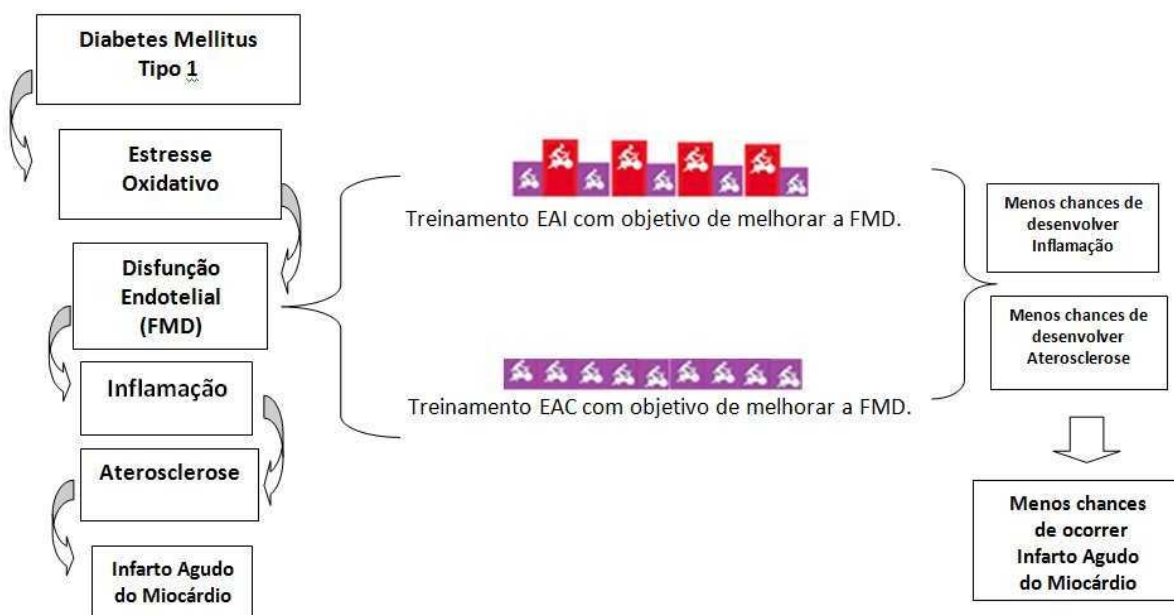 Diabetes Mellitus
Tipo 1
Estresse
Oxidativo
Disfunção
Endotelial
(FMD)
Inflamação
Aterosclerose
Infarto Agudo
do Miocárdio
Treinamento EAI com objetivo de melhorar a FMD.
Treinamento EAC com objetivo de melhorar a FMD.
Menos chances de
desenvolver
Inflamação
Menos chances de
desenvolver
Aterosclerose
Menos chances
de ocorrer
Infarto Agudo
do Miocárdio